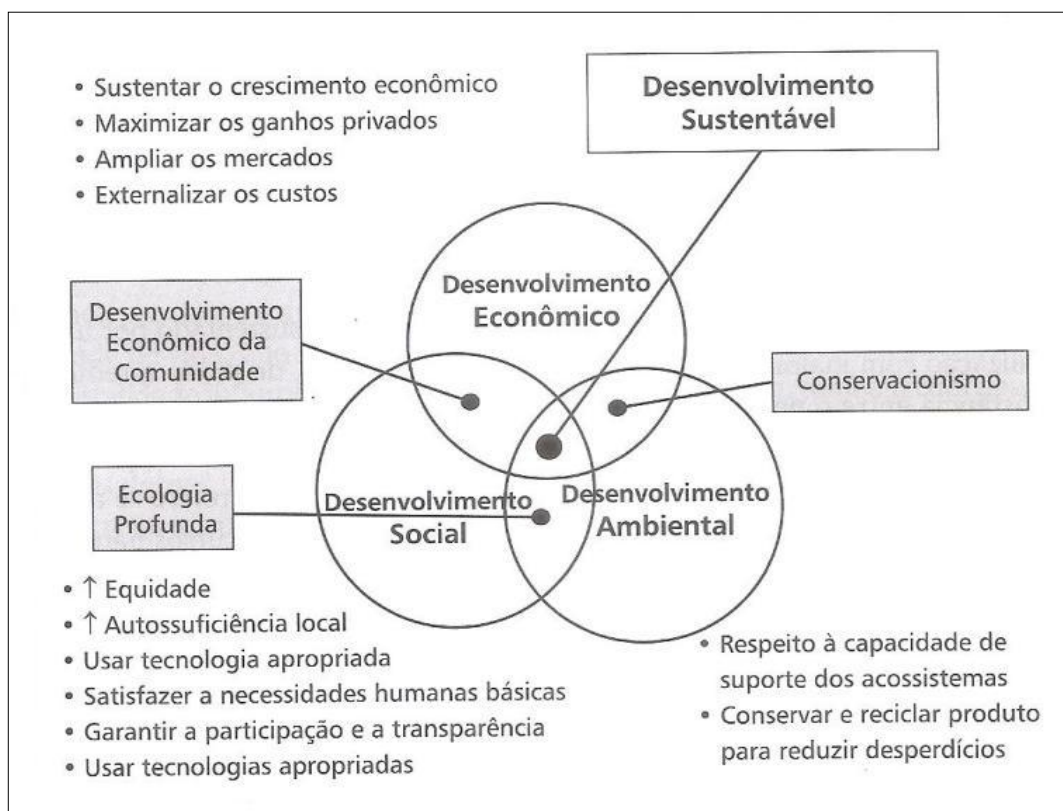 • Sustentar o crescimento econômico
• Maximizar os ganhos privados
• Ampliar os mercados
• Externalizar os custos
Desenvolvimento
Sustentável
Desenvolvimento
Econômico
Desenvolvimento
Econômico da
Comunidade
Conservacionismo
Ecologia
Profunda
Desenvolvimento
Social
Desenvolvimento
Ambiental
• ↑ Equidade
• ↑ Autossuficiência local
• Usar tecnologia apropriada
• Satisfazer a necessidades humanas básicas
• Garantir a participação e a transparência
• Usar tecnologias apropriadas
• Respeito à capacidade de
suporte dos acossistemas
• Conservar e reciclar produto
para reduzir desperdícios